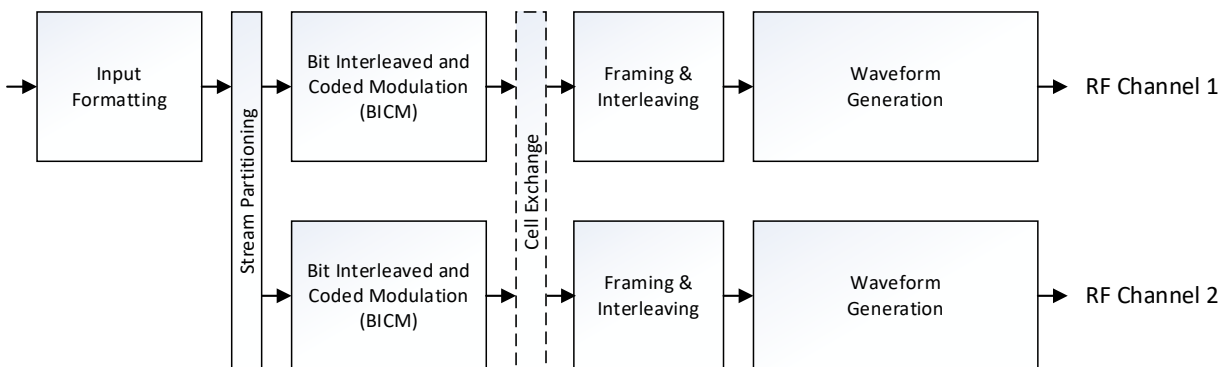 Input
Formatting
Stream Partitioning
Bit Interleaved and
Coded Modulation
(BICM)
Cell Exchange
Framing &
Interleaving
Waveform
Generation
RF Channel 1
Bit Interleaved and
Coded Modulation
(BICM)
Framing &
Interleaving
Waveform
Generation
RF Channel 2